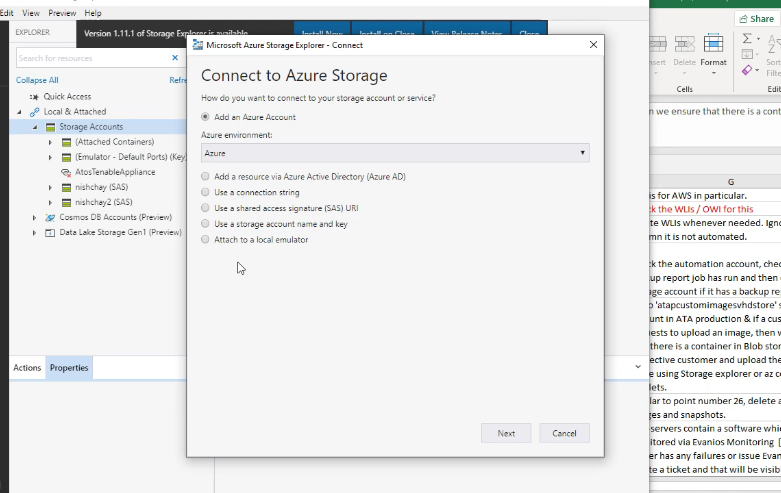 Edit View Preview Help
EXPLORER
Version 1.11.1 of Storage Explorer is available
Install Now
Install on Close
View Release Notes
Close
Search for resources
Collapse All
Refre
Quick Access
Local & Attached
Storage Accounts
(Attached Containers)
(Emulator - Default Ports) (Key)
AtosTenableAppliance
nishchay (SAS)
nishchay2 (SAS)
Cosmos DB Accounts (Preview)
Data Lake Storage Gen1 (Preview)
Actions
Properties
Microsoft Azure Storage Explorer - Connect
Connect to Azure Storage
How do you want to connect to your storage account or service?
Add an Azure Account
Azure environment:
Azure
Add a resource via Azure Active Directory (Azure AD)
Use a connection string
Use a shared access signature (SAS) URI
Use a storage account name and key
Attach to a local emulator
Next
Cancel
Share
Delete
Format
Sort
Filte
Cells
Edit
n we ensure that there is a cont
G
is for AWS in particular.
ck the WLIs / OWI for this
te WLIs whenever needed. Igno
mn it is not automated.
ck the automation account, chec
up report job has run and then
age account if it has a backup re
'atapcustomimagesvhdstore' s
unt in ATA production & if a cus
ests to upload an image, then
there is a container in Blob stor
ective customer and upload the
e using Storage explorer or az c
lets.
lar to point number 26, delete a
ges and snapshots.
servers contain a software whi
itored via Evanios Monitoring [
er has any failures or issue Evan
te a ticket and that will be visib